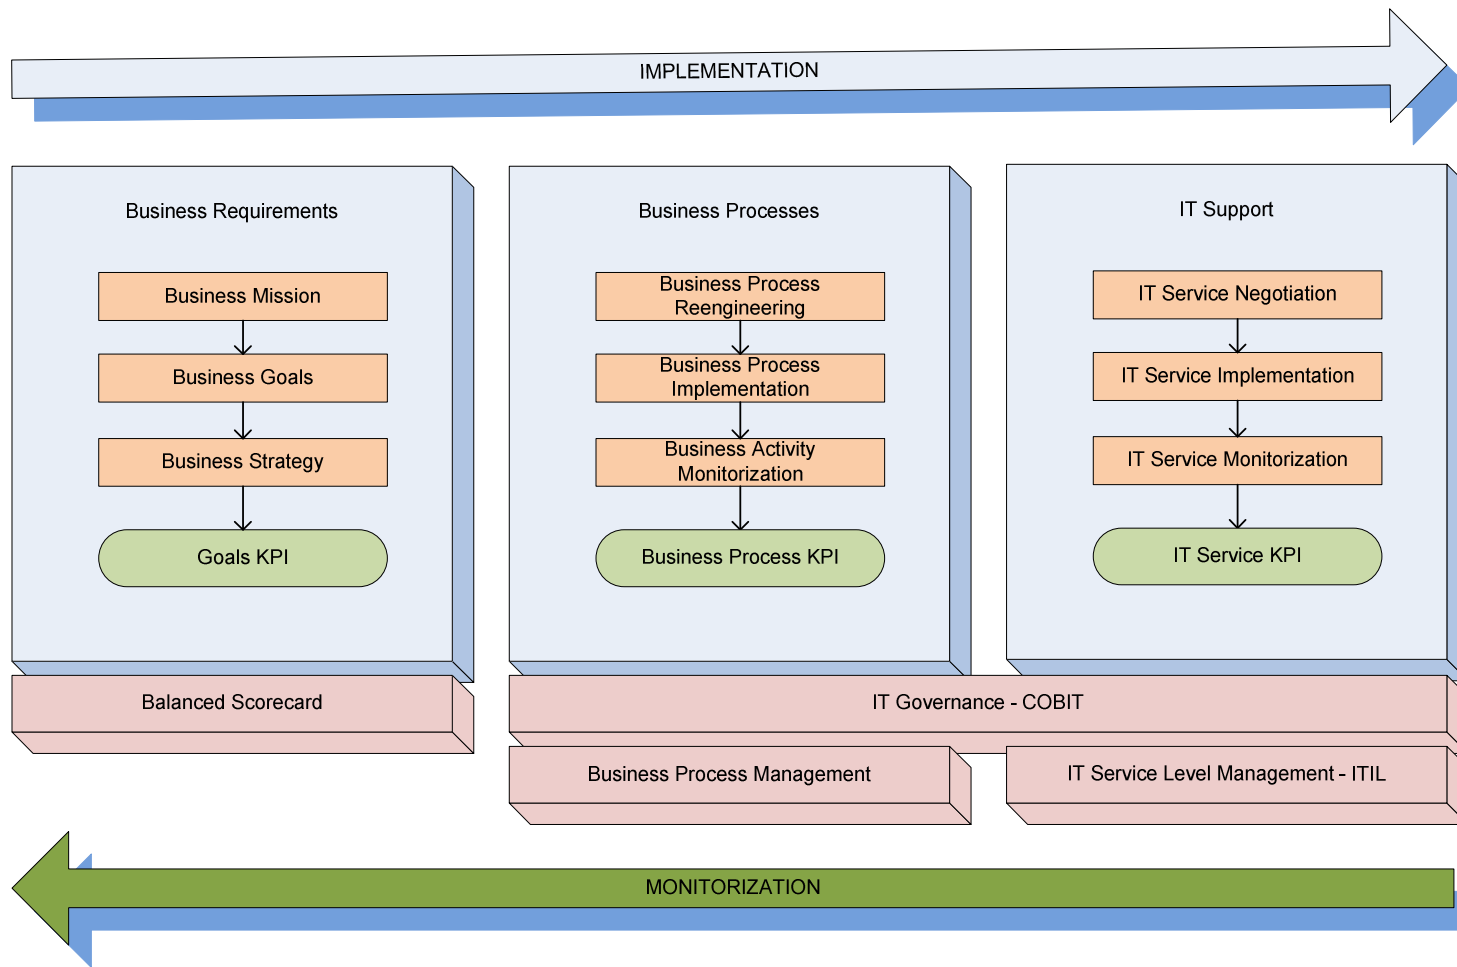 IMPLEMENTATION
Business Requirements
Business Mission
Business Goals
Business Strategy
Goals KPI
Balanced Scorecard
Business Processes
Business Process
Reengineering
Business Process
Implementation
Business Activity
Monitorization
Business Process KPI
IT Support
IT Service Negotiation
IT Service Implementation
IT Service Monitorization
IT Service KPI
IT Governance - COBIT
Business Process Management
IT Service Level Management - ITIL
MONITORIZATION